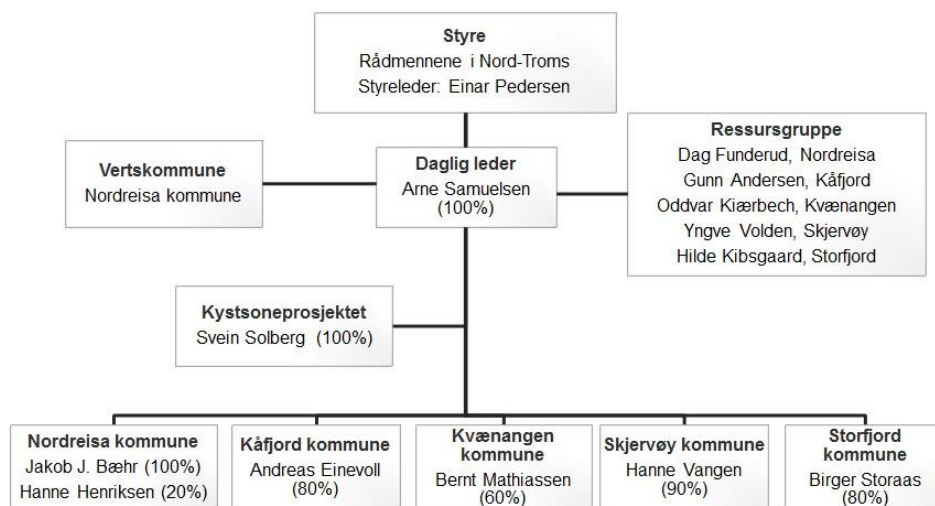 Styre
Rådmennene i Nord-Troms
Styreleder: Einar Pedersen
Vertskommune
Nordreisa kommune
Daglig leder
Arne Samuelsen
(100%)
Ressursgruppe
Dag Funderud, Nordreisa
Gunn Andersen, Kåfjord
Oddvar Kiærbech, Kvænangen
Yngve Volden, Skjervøy
Hilde Kibsgaard, Storfjord
Kystsoneprosjektet
Svein Solberg (100%)
Nordreisa kommune
Jakob J. Bæhr (100%)
Hanne Henriksen (20%)
Kåfjord kommune
Andreas Einevoll
(80%)
Kvænangen
kommune
Bernt Mathiassen
(60%)
Skjervøy kommune
Hanne Vangen
(90%)
Storfjord
kommune
Birger Storaas
(80%)